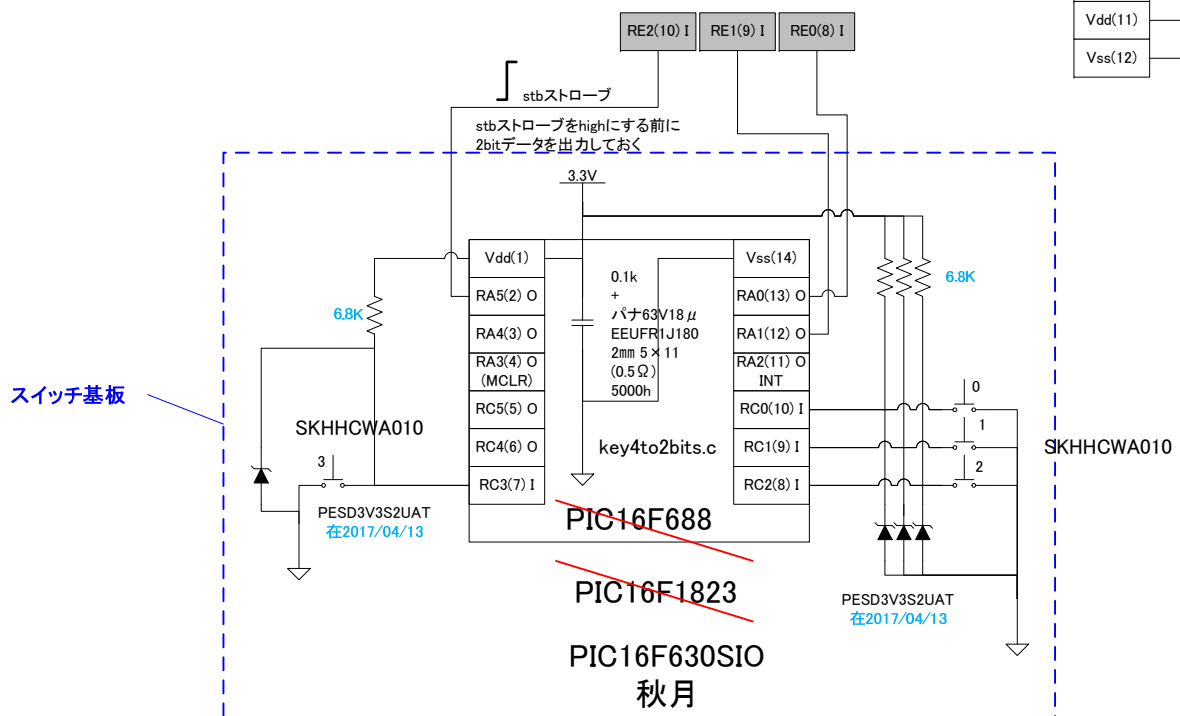 RE2(10) I
RE1(9) I
RE0(8) I
Vdd(11)
Vss(12)
stbストローブ
stbストローブをhighにする前に
2bitデータを出力しておく
3.3V
Vdd(1)
RA5(2) O
RA4(3) O
RA3(4) O
(MCLR)
RC5(5) O
RC4(6) O
RC3(7) I
0.1k
+
パナ63V18μ
EEUFR1J180
2mm 5×11
(0.5Ω)
5000h
key4to2bits.c
Vss(14)
RA0(13) O
RA1(12) O
RA2(11) O
INT
RC0(10) I
RC1(9) I
RC2(8) I
6.8K
6.8K
スイッチ基板
SKHHCWA010
3
PESD3V3S2UAT
在2017/04/13
0
1
2
SKHHCWA010
PESD3V3S2UAT
在2017/04/13
PIC16F688
PIC16F1823
PIC16F630SIO
秋月